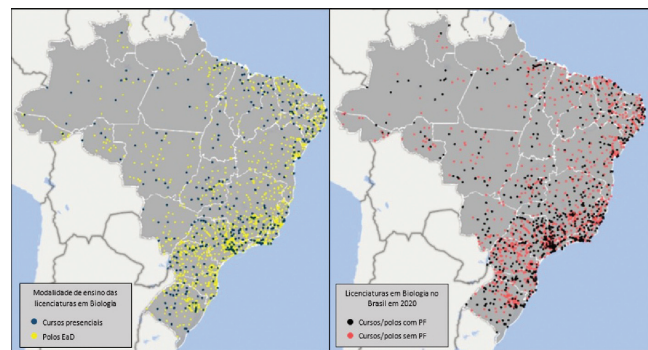 Modalidade de ensino das
licenciaturas em Biologia
Cursos presenciais
Polos EaD
Licenciaturas em Biologia no
Brasil em 2020
Cursos/polos com PF
Cursos/polos sem PF